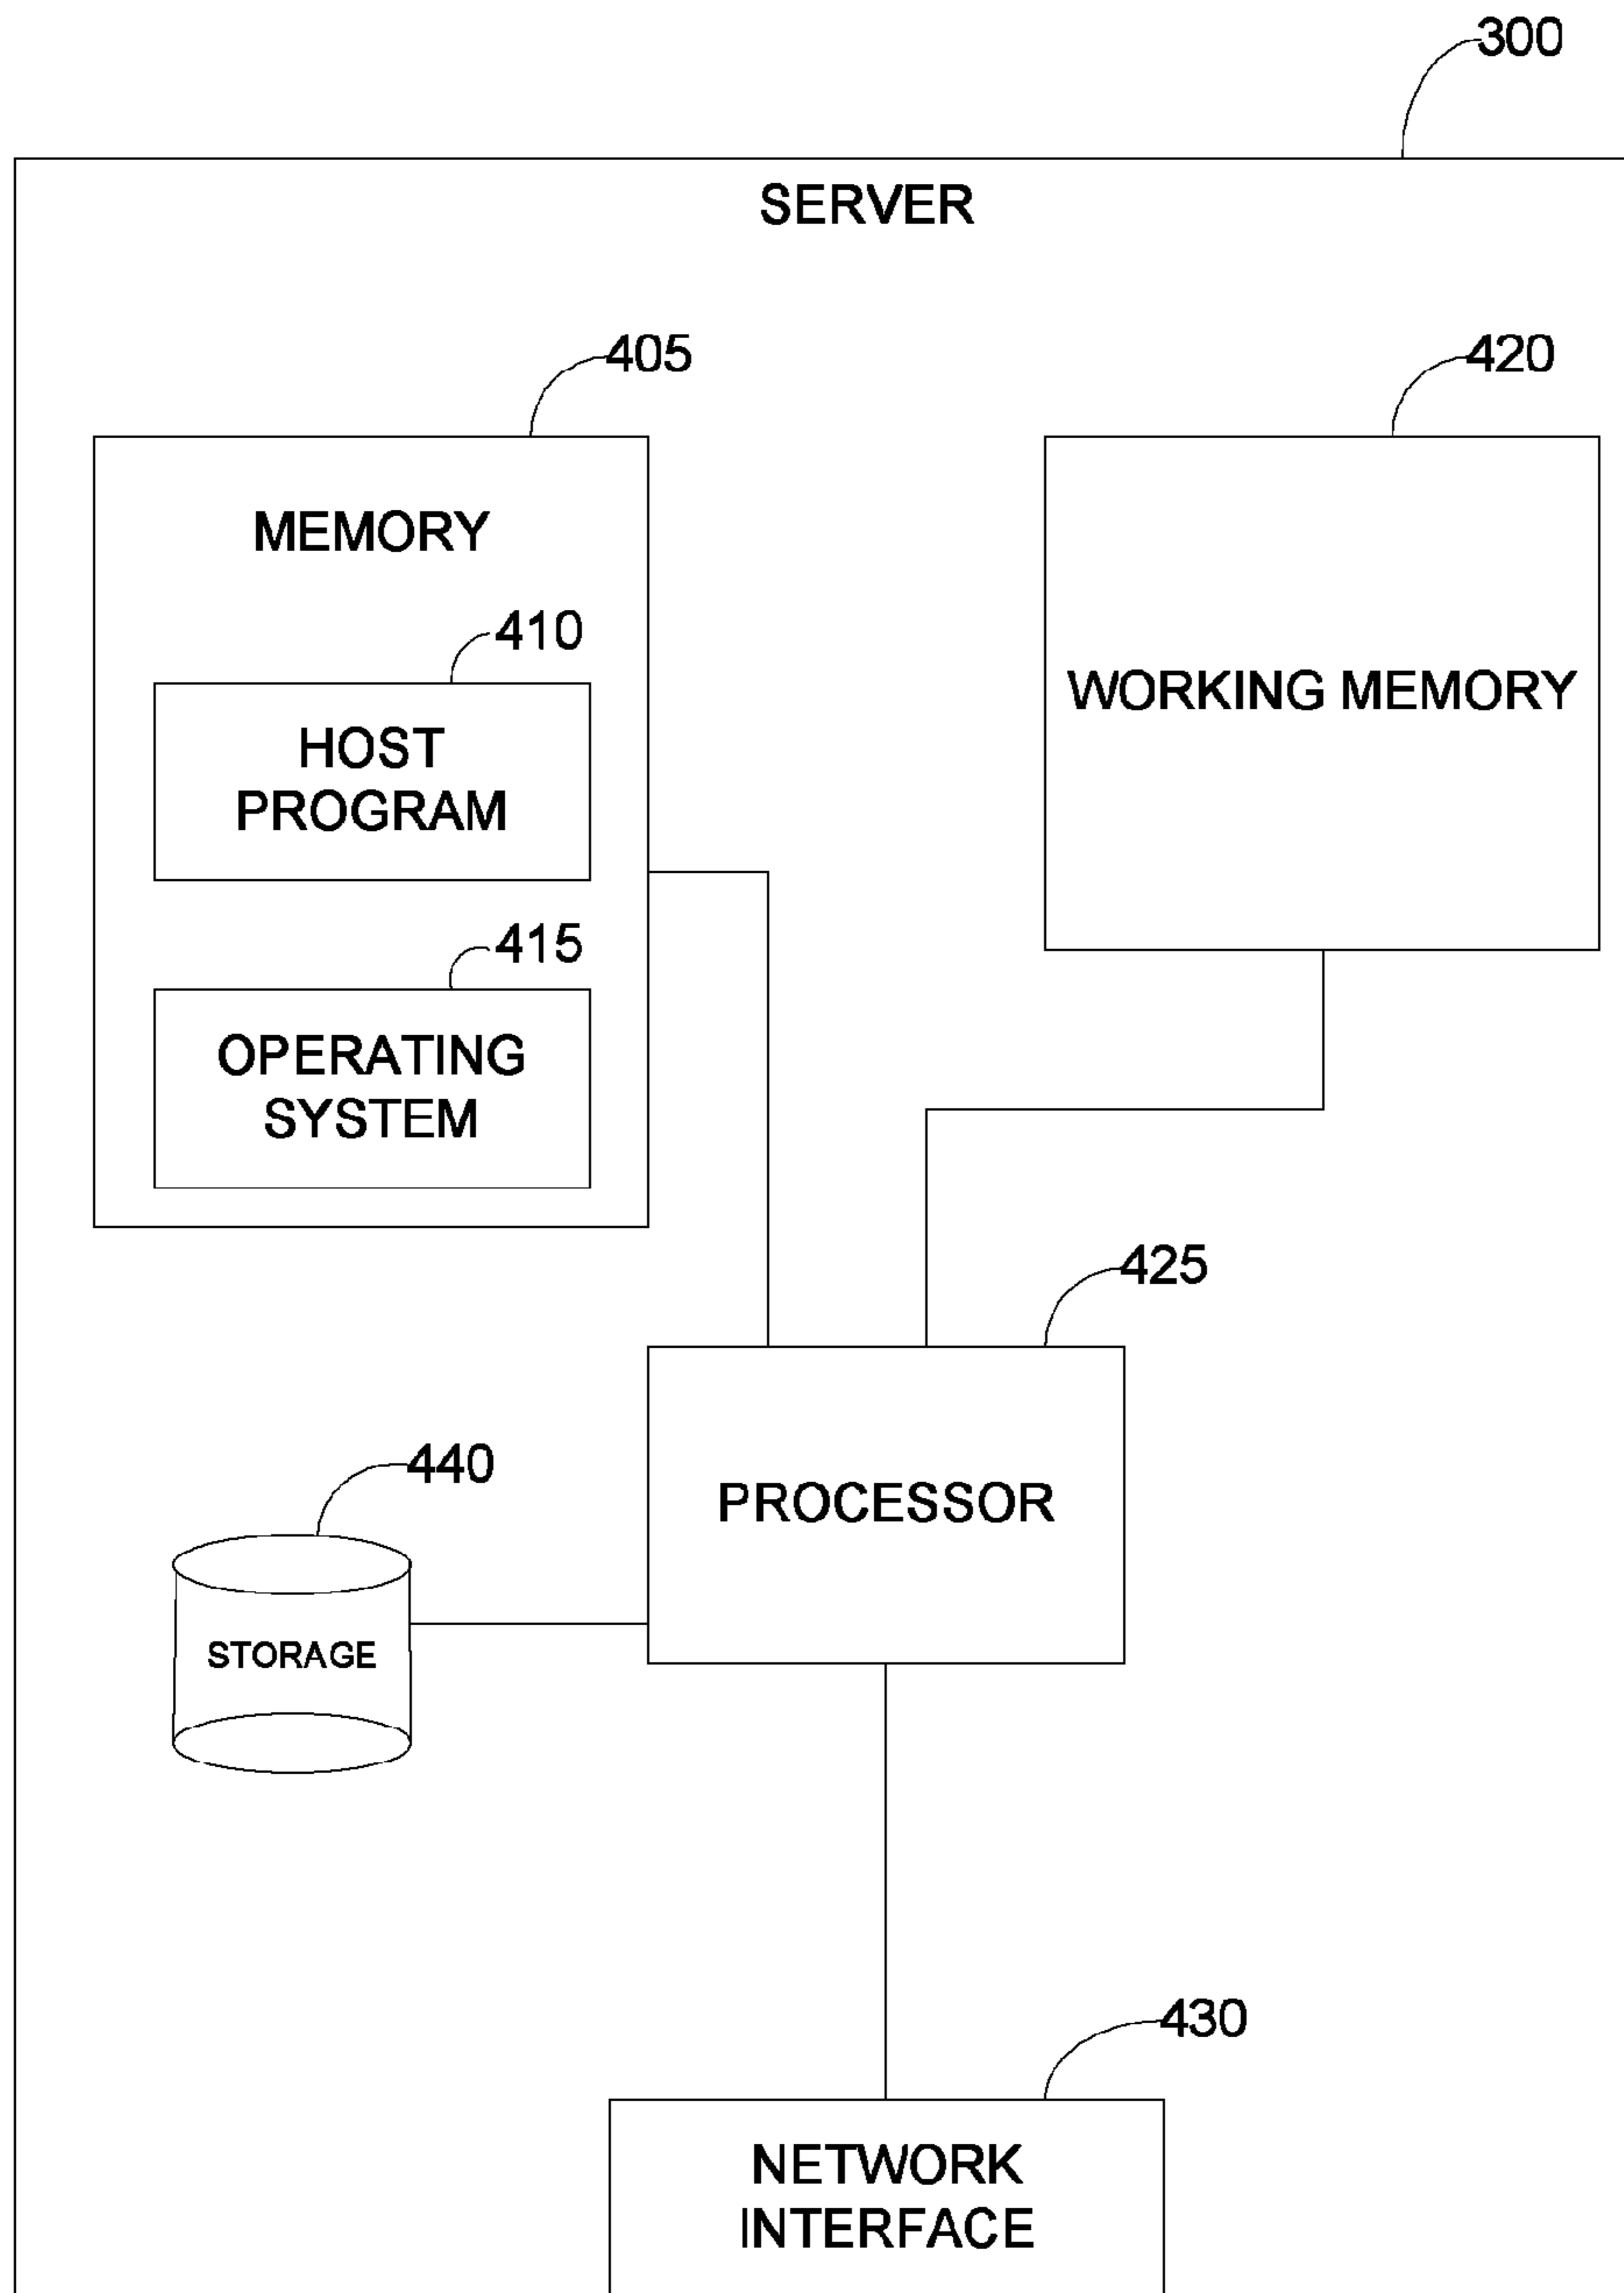 300
SERVER
405
420
MEMORY
410
HOST
PROGRAM
WORKING MEMORY
415
OPERATING
SYSTEM
425
PROCESSOR
440
STORAGE
430
NETWORK
INTERFACE